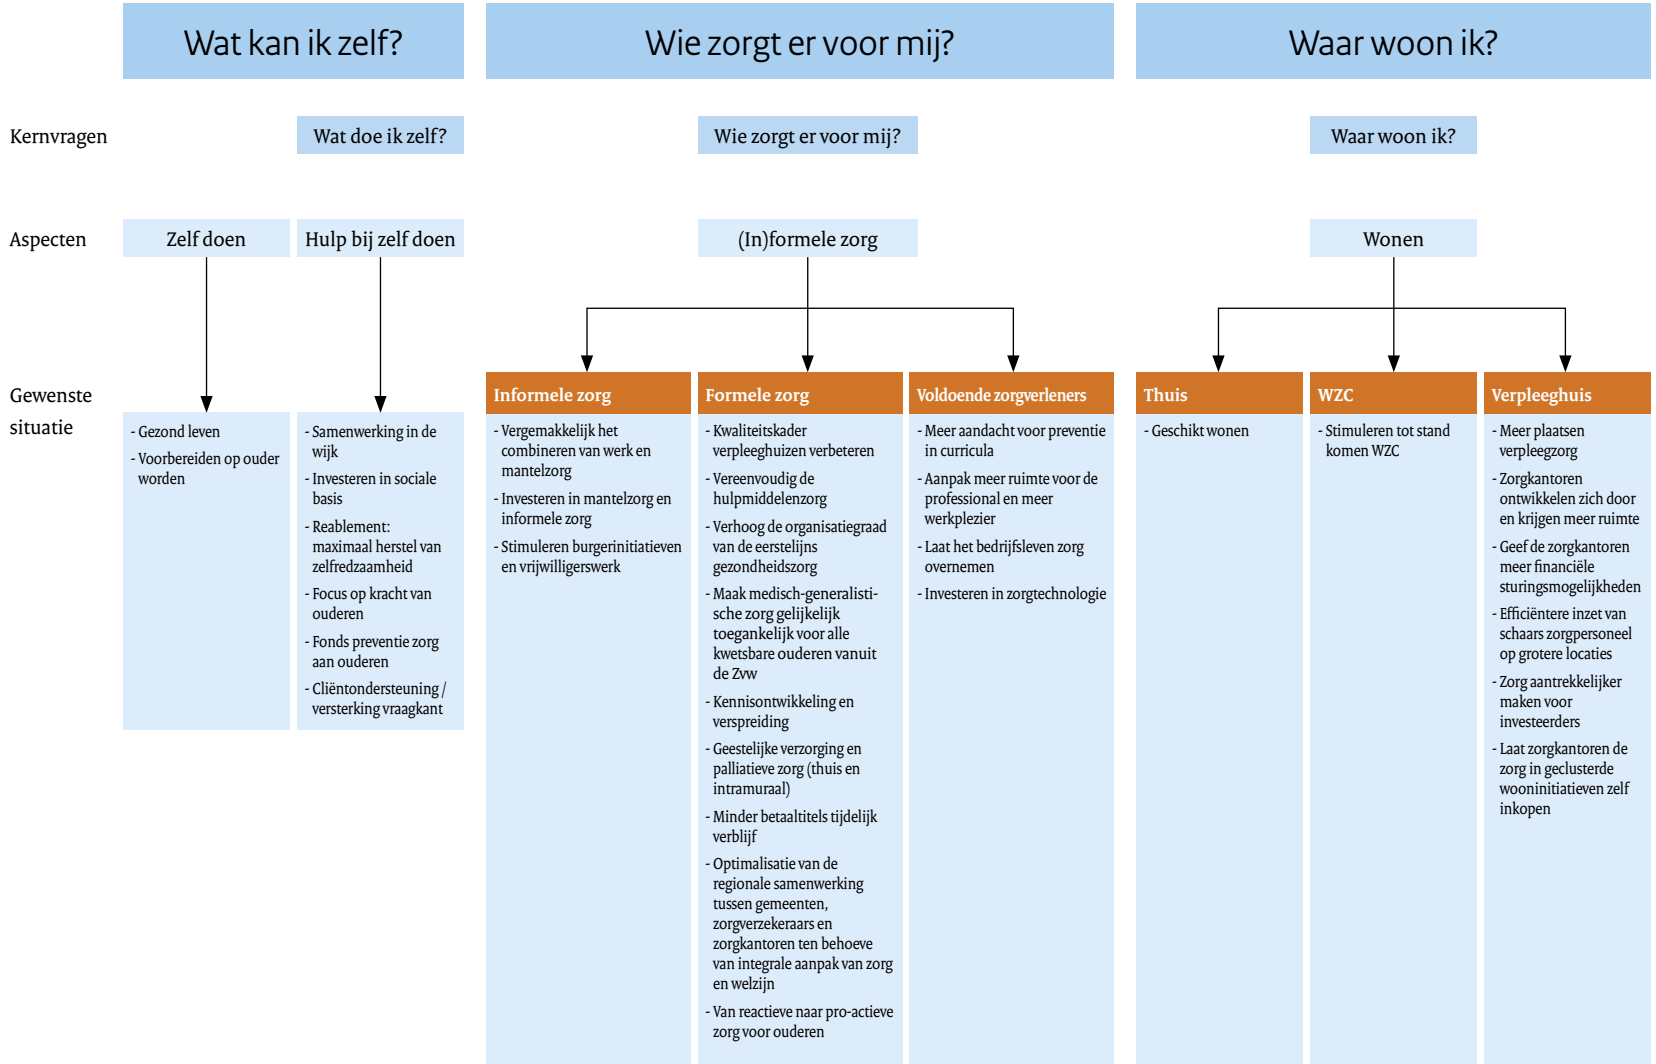 Wat kan ik zelf?
Wie zorgt er voor mij?
Waar woon ik?
Kernvragen
Wat doe ik zelf?
Wie zorgt er voor mij?
Waar woon ik?
Aspecten
Zelf doen
Hulp bij zelf doen
(In)formele zorg
Wonen
Gewenste
situatie
- Gezond leven
- Voorbereiden op ouder
worden
- Samenwerking in de
wijk
- Investeren in sociale
basis
- Reablement:
maximaal herstel van
zelfredzaamheid
- Focus op kracht van
ouderen
- Fonds preventie zorg
aan ouderen
- Cliëntondersteuning /
versterking vraagkant
Informele zorg
- Vergemakkelijk het
combineren van werk en
mantelzorg
- Investeren in mantelzorg en
informele zorg
- Stimuleren burgerinitiatieven
en vrijwilligerswerk
Formele zorg
- Kwaliteitskader
verpleeghuizen verbeteren
- Vereenvoudig de
hulpmiddelenzorg
- Verhoog de organisatiegraad
van de eerstelijns
gezondheidszorg
- Maak medisch-generalisti-
sche zorg gelijkelijk
toegankelijk voor alle
kwetsbare ouderen vanuit
de Zvw
- Kennisontwikkeling en
verspreiding
- Geestelijke verzorging en
palliatieve zorg (thuis en
intramuraal)
- Minder betaaltitels tijdelijk
verblijf
- Optimalisatie van de
regionale samenwerking
tussen gemeenten,
zorgverzekeraars en
zorgkantoren ten behoeve
van integrale aanpak van zorg
en welzijn
- Van reactieve naar pro-actieve
zorg voor ouderen
Voldoende zorgverleners
- Meer aandacht voor preventie
in curricula
- Aanpak meer ruimte voor de
professional en meer
werkplezier
- Laat het bedrijfsleven zorg
overnemen
- Investeren in zorgtechnologie
Thuis
- Geschikt wonen
WZC
- Stimuleren tot stand
komen WZC
Verpleeghuis
- Meer plaatsen
verpleegzorg
- Zorgkantoren
ontwikkelen zich door
en krijgen meer ruimte
- Geef de zorgkantoren
meer financiële
sturingsmogelijkheden
- Efficiëntere inzet van
schaars zorgpersoneel
op grotere locaties
- Zorg aantrekkelijker
maken voor
investeerders
- Laat zorgkantoren de
zorg in geclusterde
wooninitiatieven zelf
inkopen